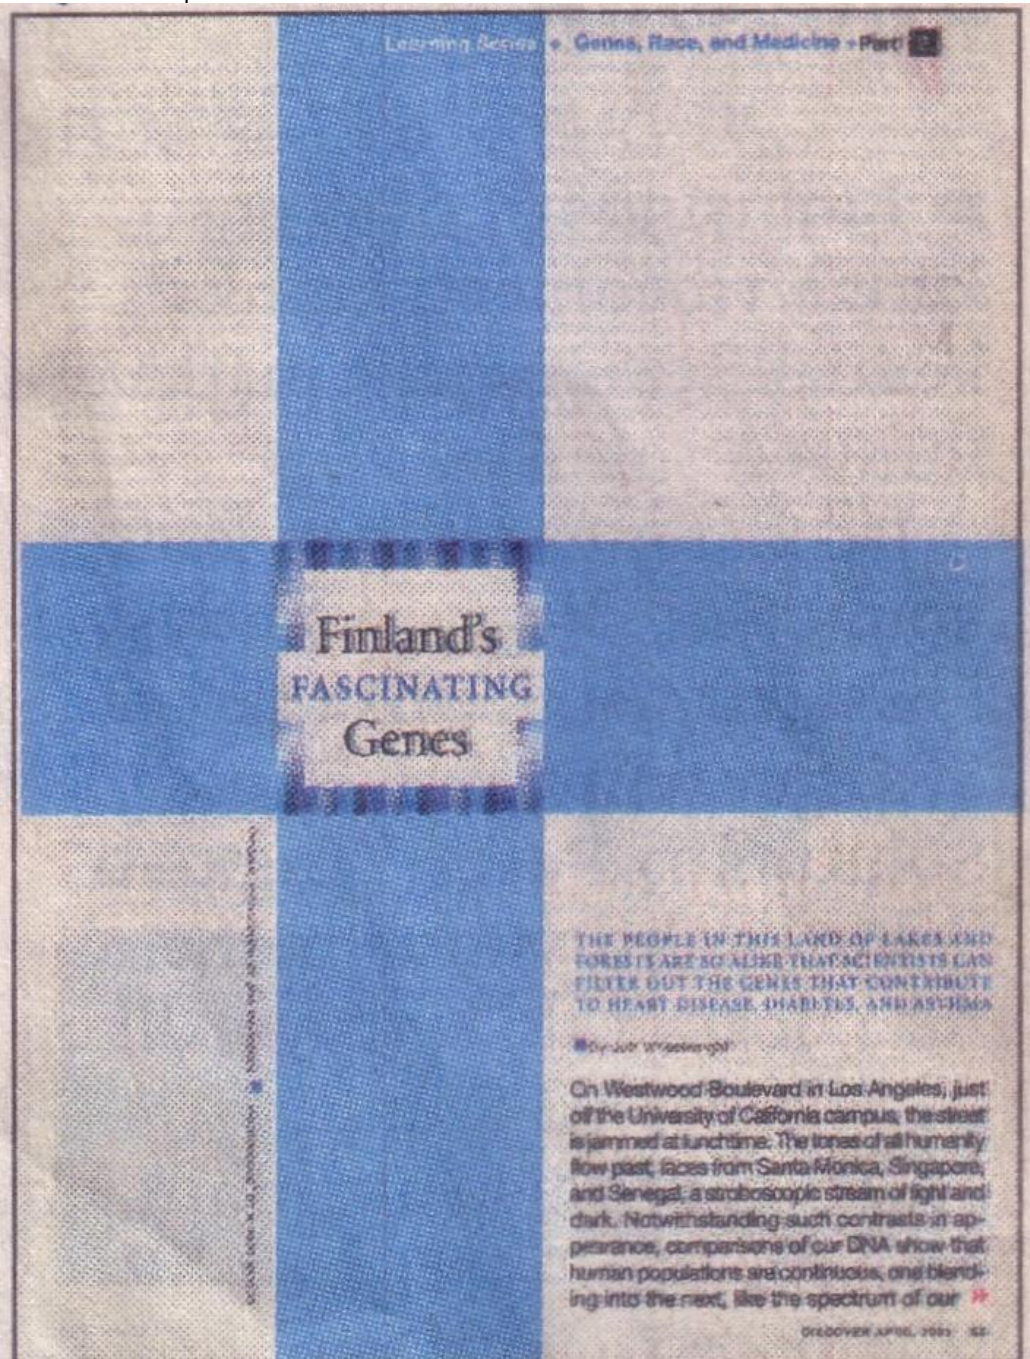 Learning Series + Genes, Race, and Medicine + Part
Finland's
FASCINATING
Genes
THE PEOPLE IN THIS LAND OF LAKES AND
FORESTS ARE SO ALIKE THAT SCIENTISTS CAN
FILTER OUT THE GENES THAT CONTRIBUTE
TO HEART DISEASE, DIABETES, AND ASTHMA
By Jeff Wheelwright
On Westwood Boulevard in Los Angeles, just
off the University of California campus, the street
is jammed at lunchtime. The tones of all humanity
flow past, faces from Santa Monica, Singapore,
and Senegal, a stroboscopic stream of light and
dark. Notwithstanding such contrasts in ap-
pearance, comparisons of our DNA show that
human populations are continuous, one blend-
ing into the next, like the spectrum of our
DISCOVER APRIL